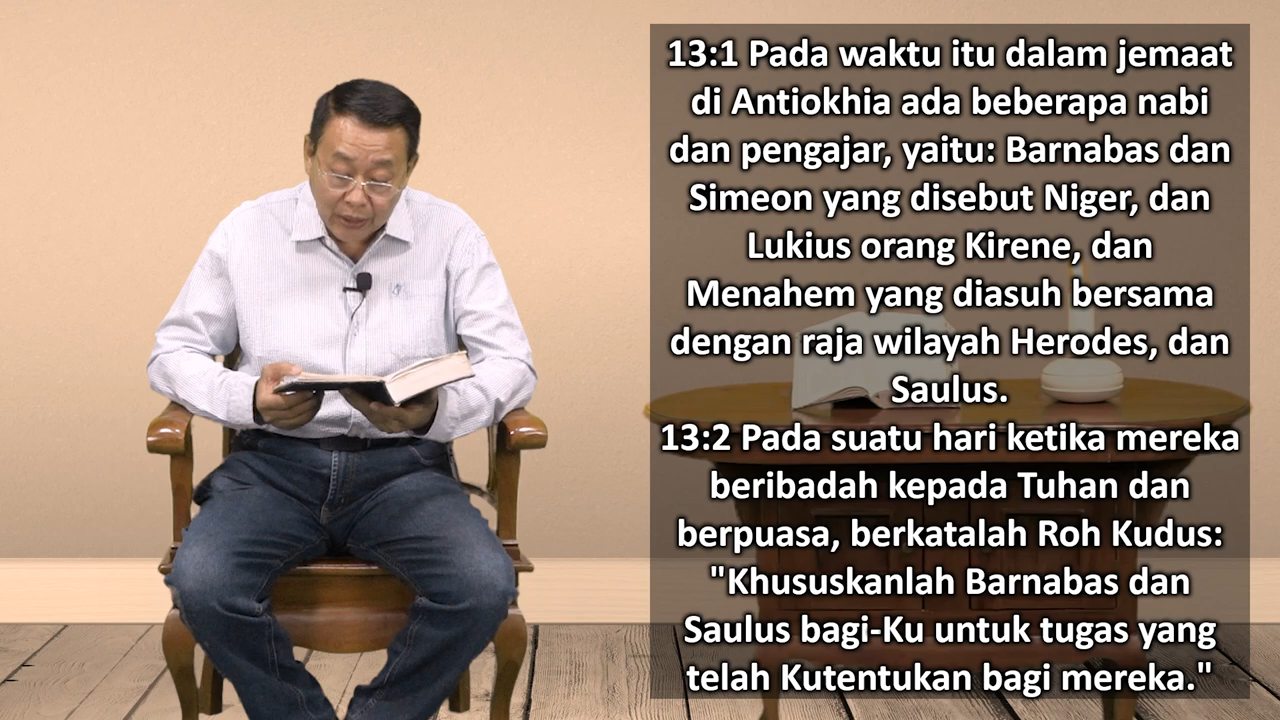 13:1 Pada waktu itu dalam jemaat
di Antiokhia ada beberapa nabi
dan pengajar, yaitu: Barnabas dan
Simeon yang disebut Niger, dan
Lukius orang Kirene, dan
Menahem yang diasuh bersama
dengan raja wilayah Herodes, dan
Saulus.
13:2 Pada suatu hari ketika mereka
beribadah kepada Tuhan dan
berpuasa, berkatalah Roh Kudus:
"Khususkanlah Barnabas dan
Saulus bagi-Ku untuk tugas yang
telah Kutentukan bagi mereka."